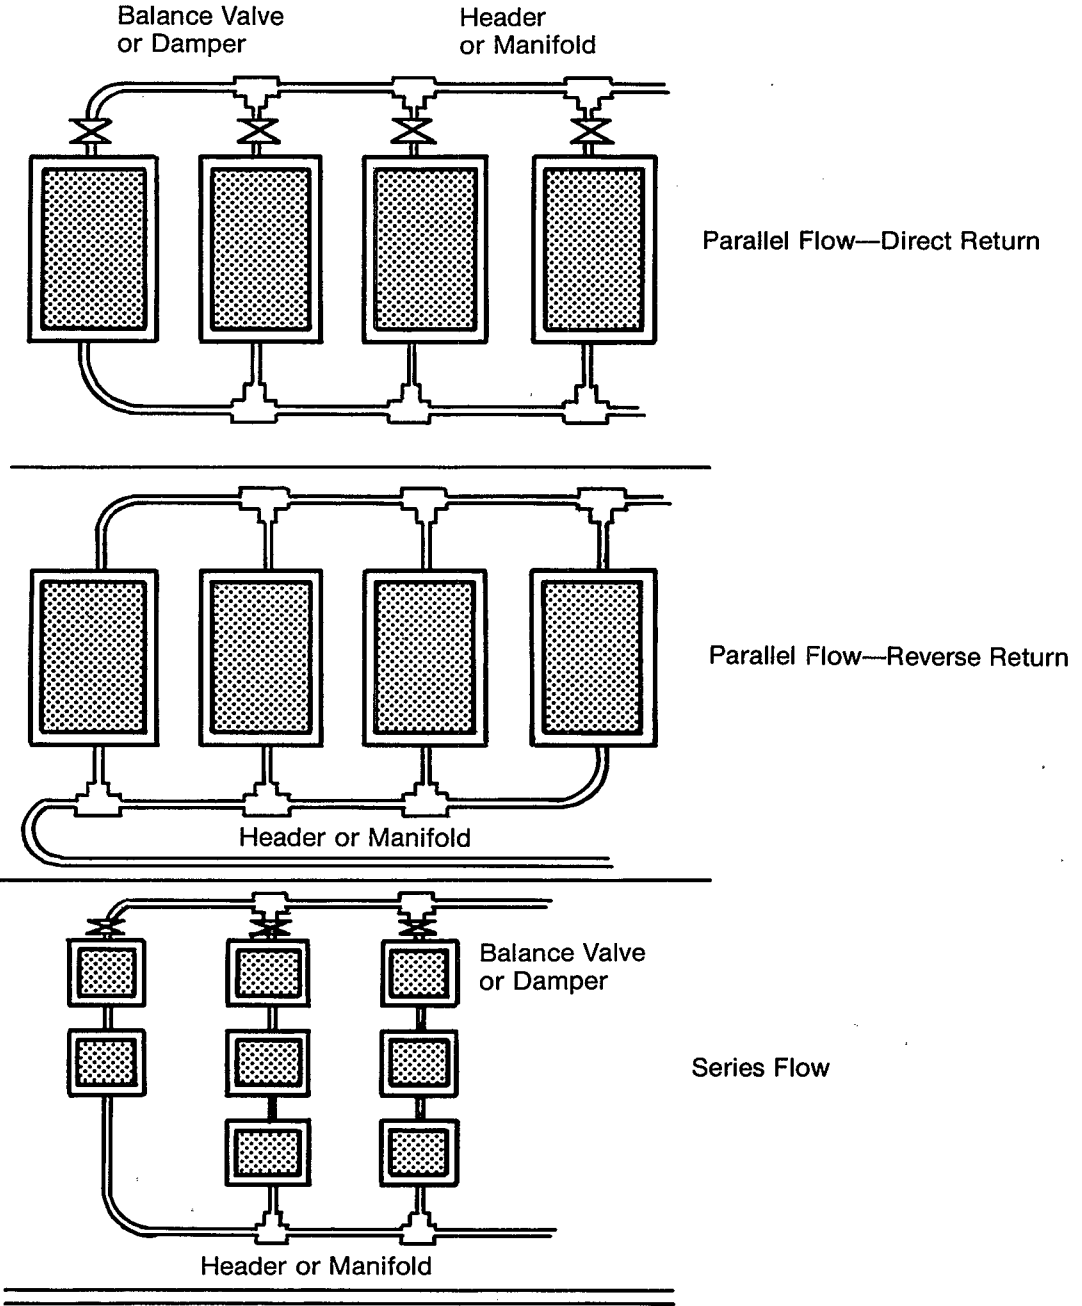 Balance Valve
or Damper
Header
or Manifold
Parallel Flow—Direct Return
Parallel Flow—Reverse Return
Header or Manifold
Balance Valve
or Damper
Series Flow
Header or Manifold